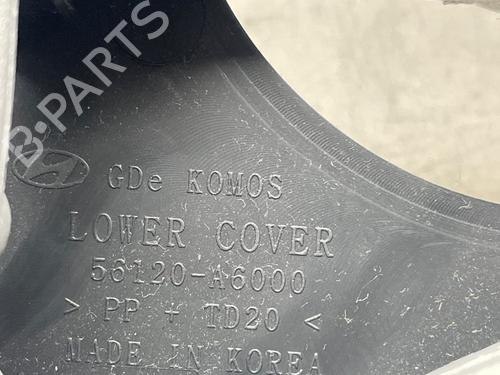 B-PARTS
GDe KOMOS
LOWER COVER
56120-A6000
> PP + TD20 <
MADE IN KOREA